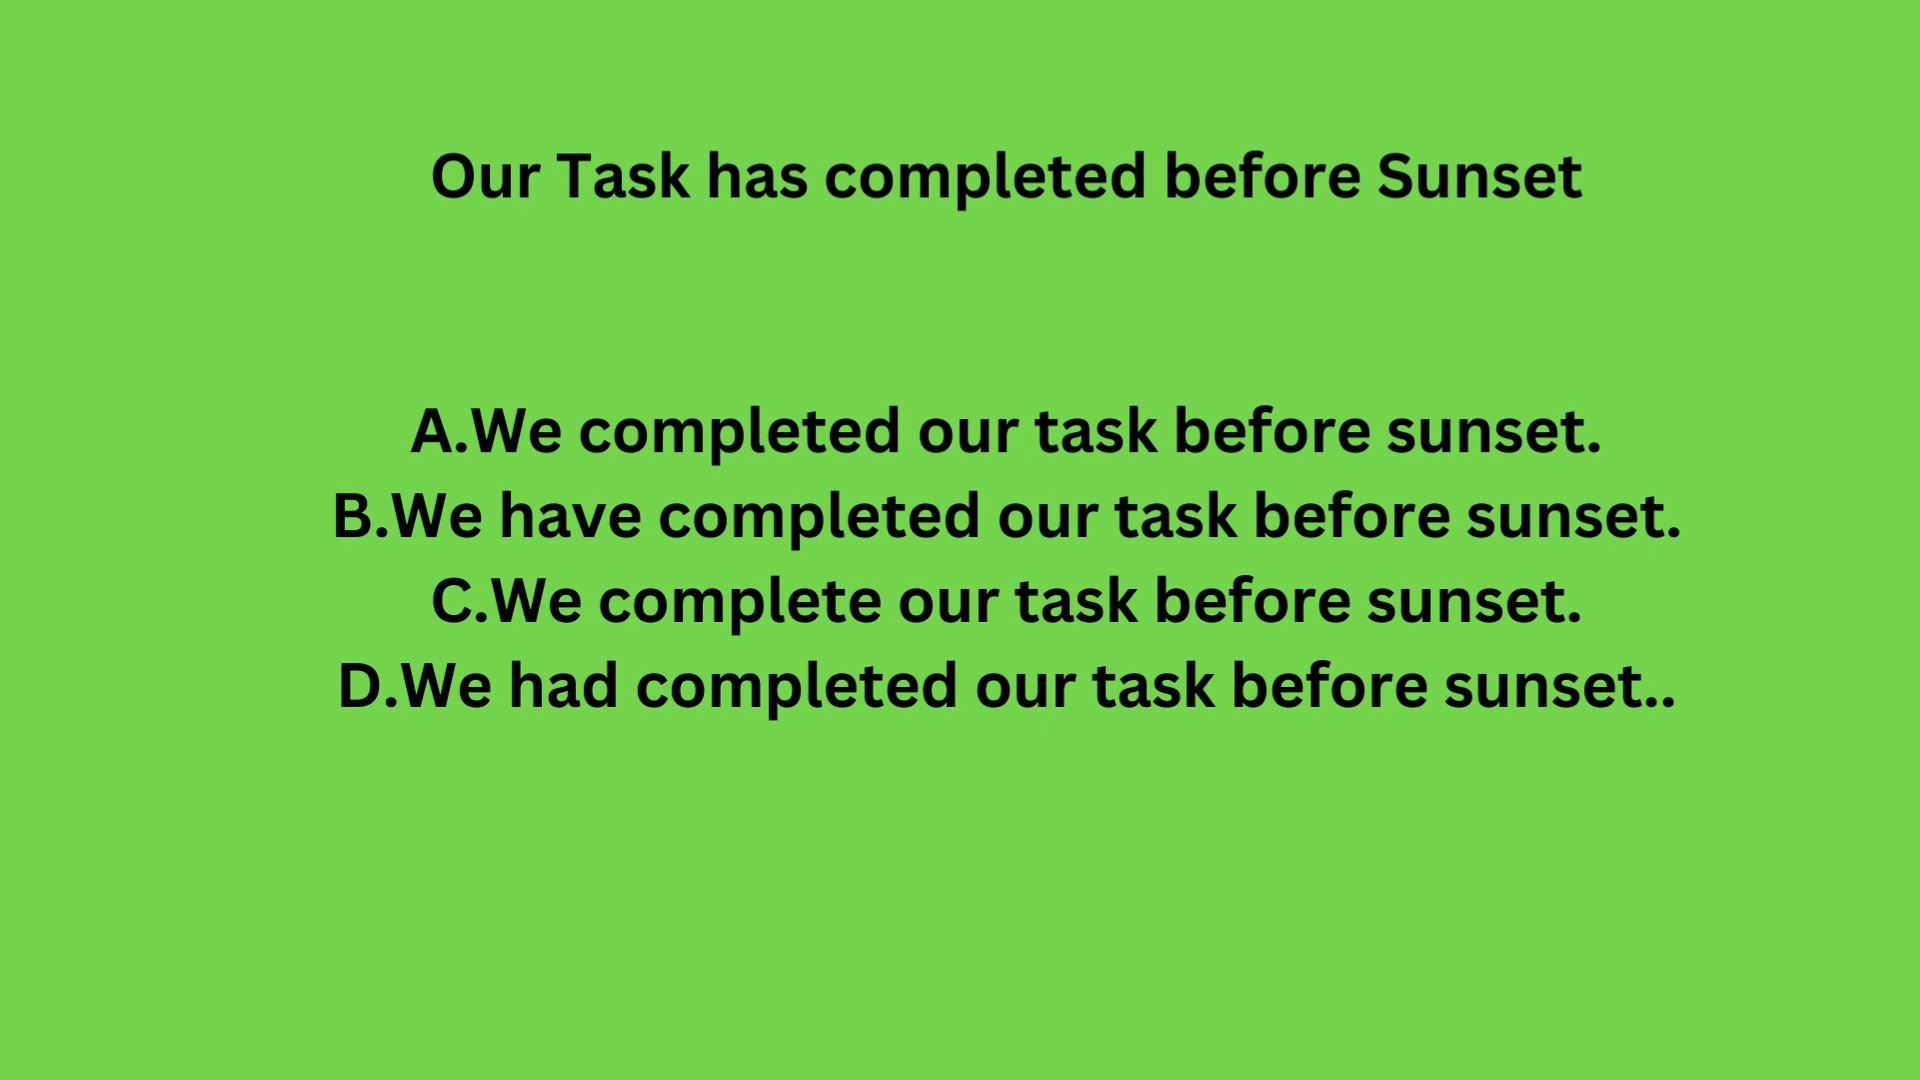 Our Task has completed before Sunset
A.We completed our task before sunset.
B.We have completed our task before sunset.
C.We complete our task before sunset.
D.We had completed our task before sunset..